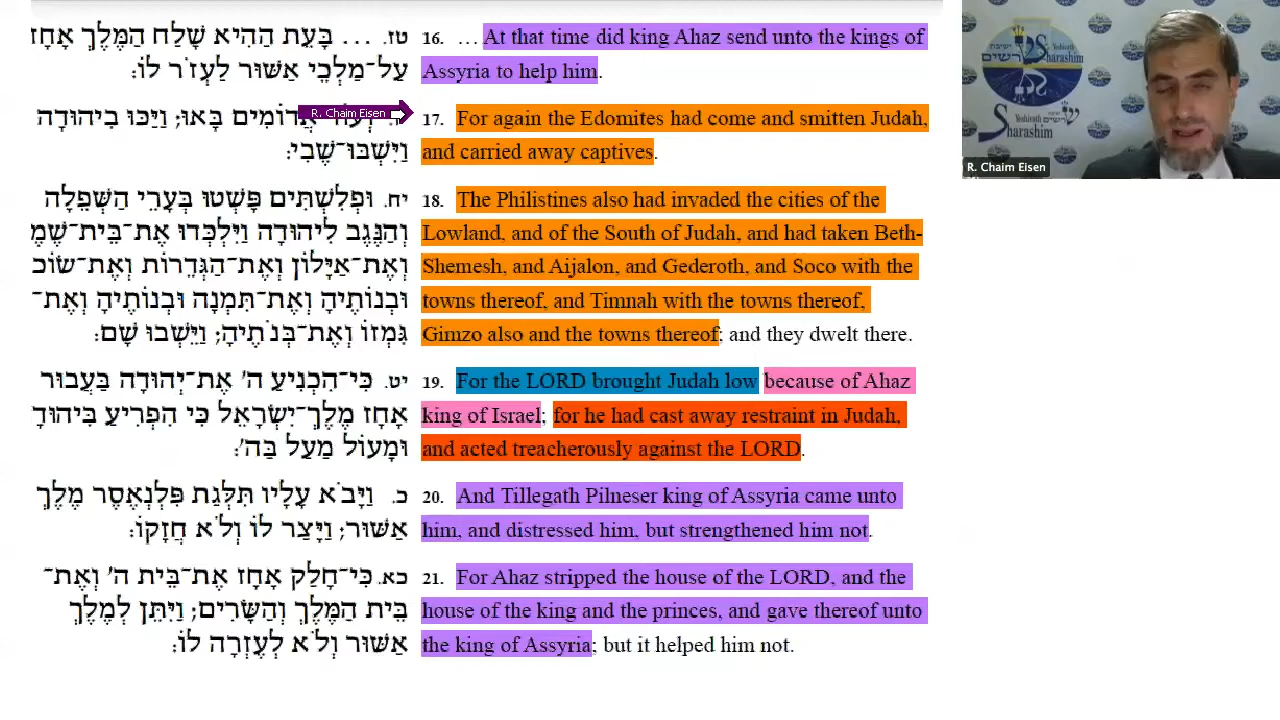 טז. ... בָּעֵת הַהִיא שָׁלַח הַמֶּלֶךְ אָחָז
עַל־מַלְכֵי אַשּׁוּר לַעְזֹר לוֹ:
16. ... At that time did king Ahaz send unto the kings of
Assyria to help him.
בָּאוּ; וַיַּכּוּ בִיהוּדָה
וַיִּשְׁבּוּ־שֶׁבִי:
R. Chaim Eisen
17. For again the Edomites had come and smitten Judah,
and carried away captives.
יח. וּפְלִשְׁתִּים פָּשְׁטוּ בְּעָרֵי הַשְּׁפֵלָה
וְהַנֶּגֶב לִיהוּדָה וַיִּלְכְּדוּ אֶת־בֵּית־שֶׁמֶ
וְאֶת־אַיָּלוֹן וְאֶת־הַגְּדֵרוֹת וְאֶת־שׂוֹכ
וּבְנוֹתֶיהָ וְאֶת־תִּמְנָה וּבְנוֹתֶיהָ וְאֶת־
גִּמְזוֹ וְאֶת־בְּנֹתֶיהָ; וַיֵּשְׁבוּ שָׁם:
18. The Philistines also had invaded the cities of the
Lowland, and of the South of Judah, and had taken Beth-
Shemesh, and Aijalon, and Gederoth, and Soco with the
towns thereof, and Timnah with the towns thereof,
Gimzo also and the towns thereof; and they dwelt there.
יט. כִּי־הִכְנִיעַ ה' אֶת־יְהוּדָה בַּעֲבוּר
אָחָז מֶלֶךְ־יִשְׂרָאֵל כִּי הִפְרִיעַ בִּיהוּדָ
וּמָעוֹל מַעַל בַּה':
19. For the LORD brought Judah low because of Ahaz
king of Israel; for he had cast away restraint in Judah,
and acted treacherously against the LORD.
כ. וַיָּבֹא עָלָיו תִּלְּגַת פִּלְנְאֶסֶר מֶלֶךְ
אַשּׁוּר; וַיָּצַר לוֹ וְלֹא חֲזָקוֹ:
20. And Tillegath Pilneser king of Assyria came unto
him, and distressed him, but strengthened him not.
כא. כִּי־חָלַק אָחָז אֶת־בֵּית ה' וְאֶת־
בֵּית הַמֶּלֶךְ וְהַשָּׂרִים; וַיִּתֵּן לְמֶלֶךְ
אַשּׁוּר וְלֹא לְעֶזְרָה לוֹ:
21. For Ahaz stripped the house of the LORD, and the
house of the king and the princes, and gave thereof unto
the king of Assyria; but it helped him not.
Yeshivath
Sharashim
ישיבת
שרשים
Sharashim
R. Chaim Eisen